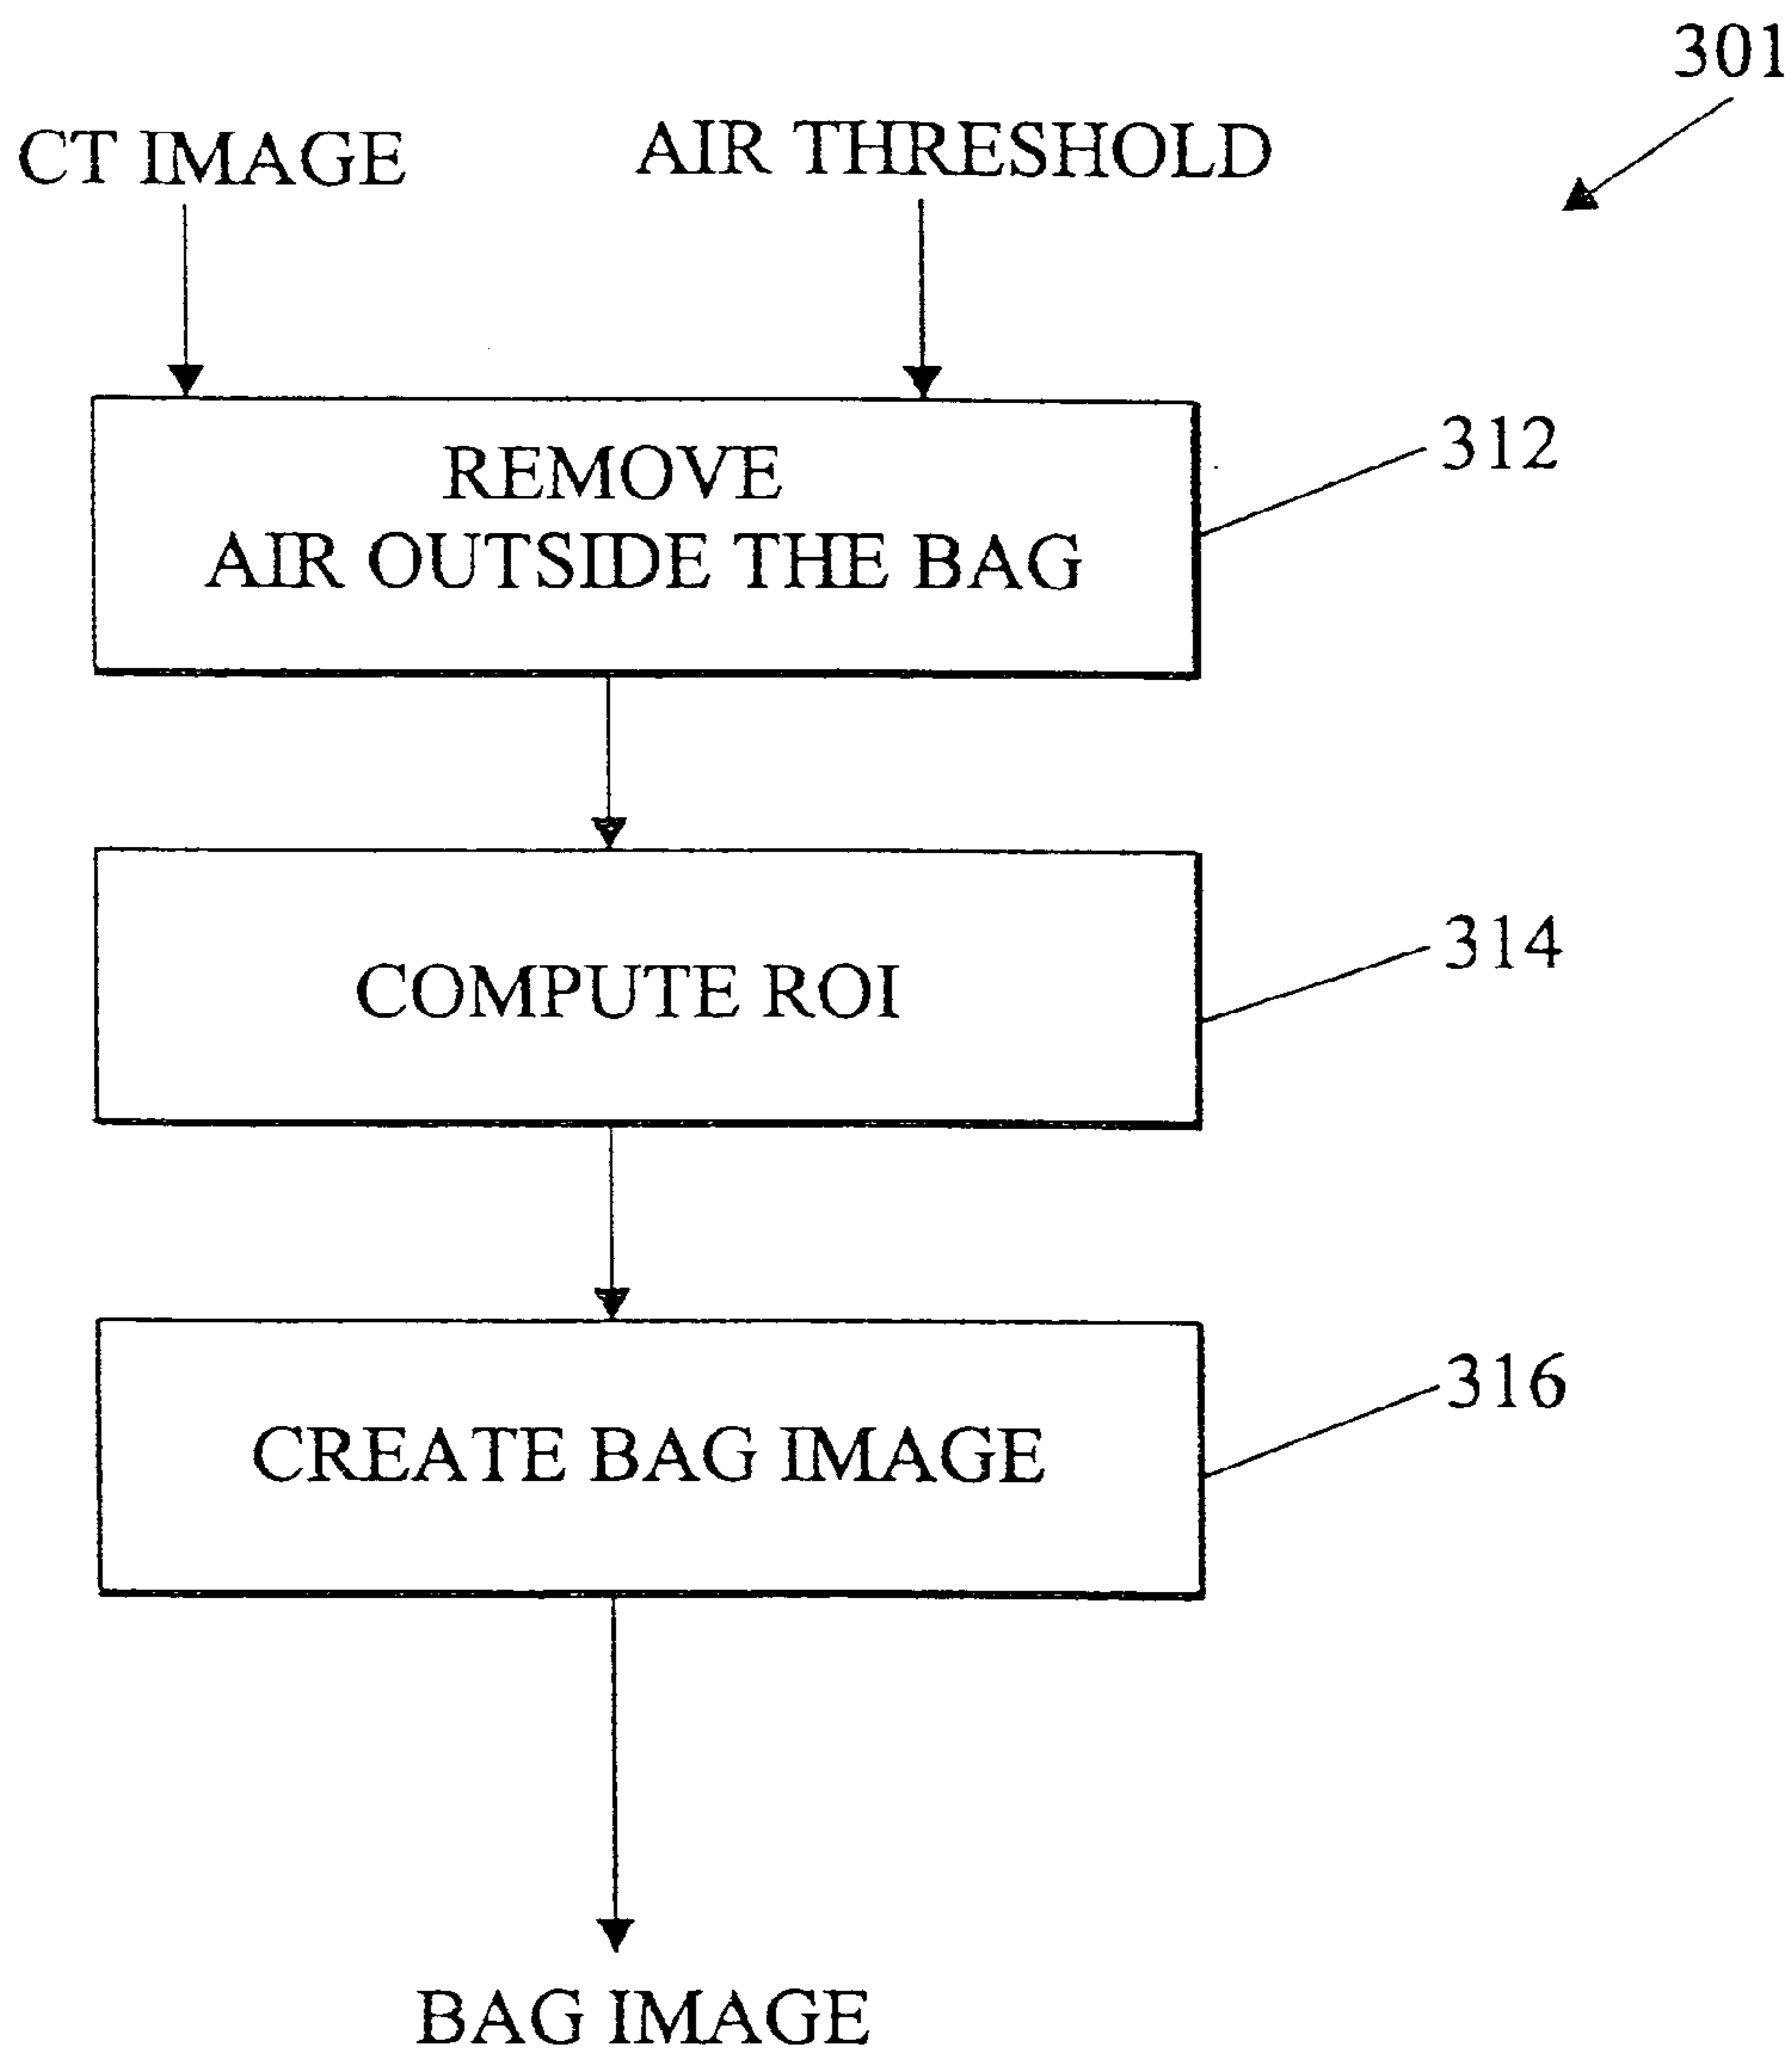 301
CT IMAGE
AIR THRESHOLD
REMOVE
AIR OUTSIDE THE BAG
312
COMPUTE ROI
314
CREATE BAG IMAGE
316
BAG IMAGE